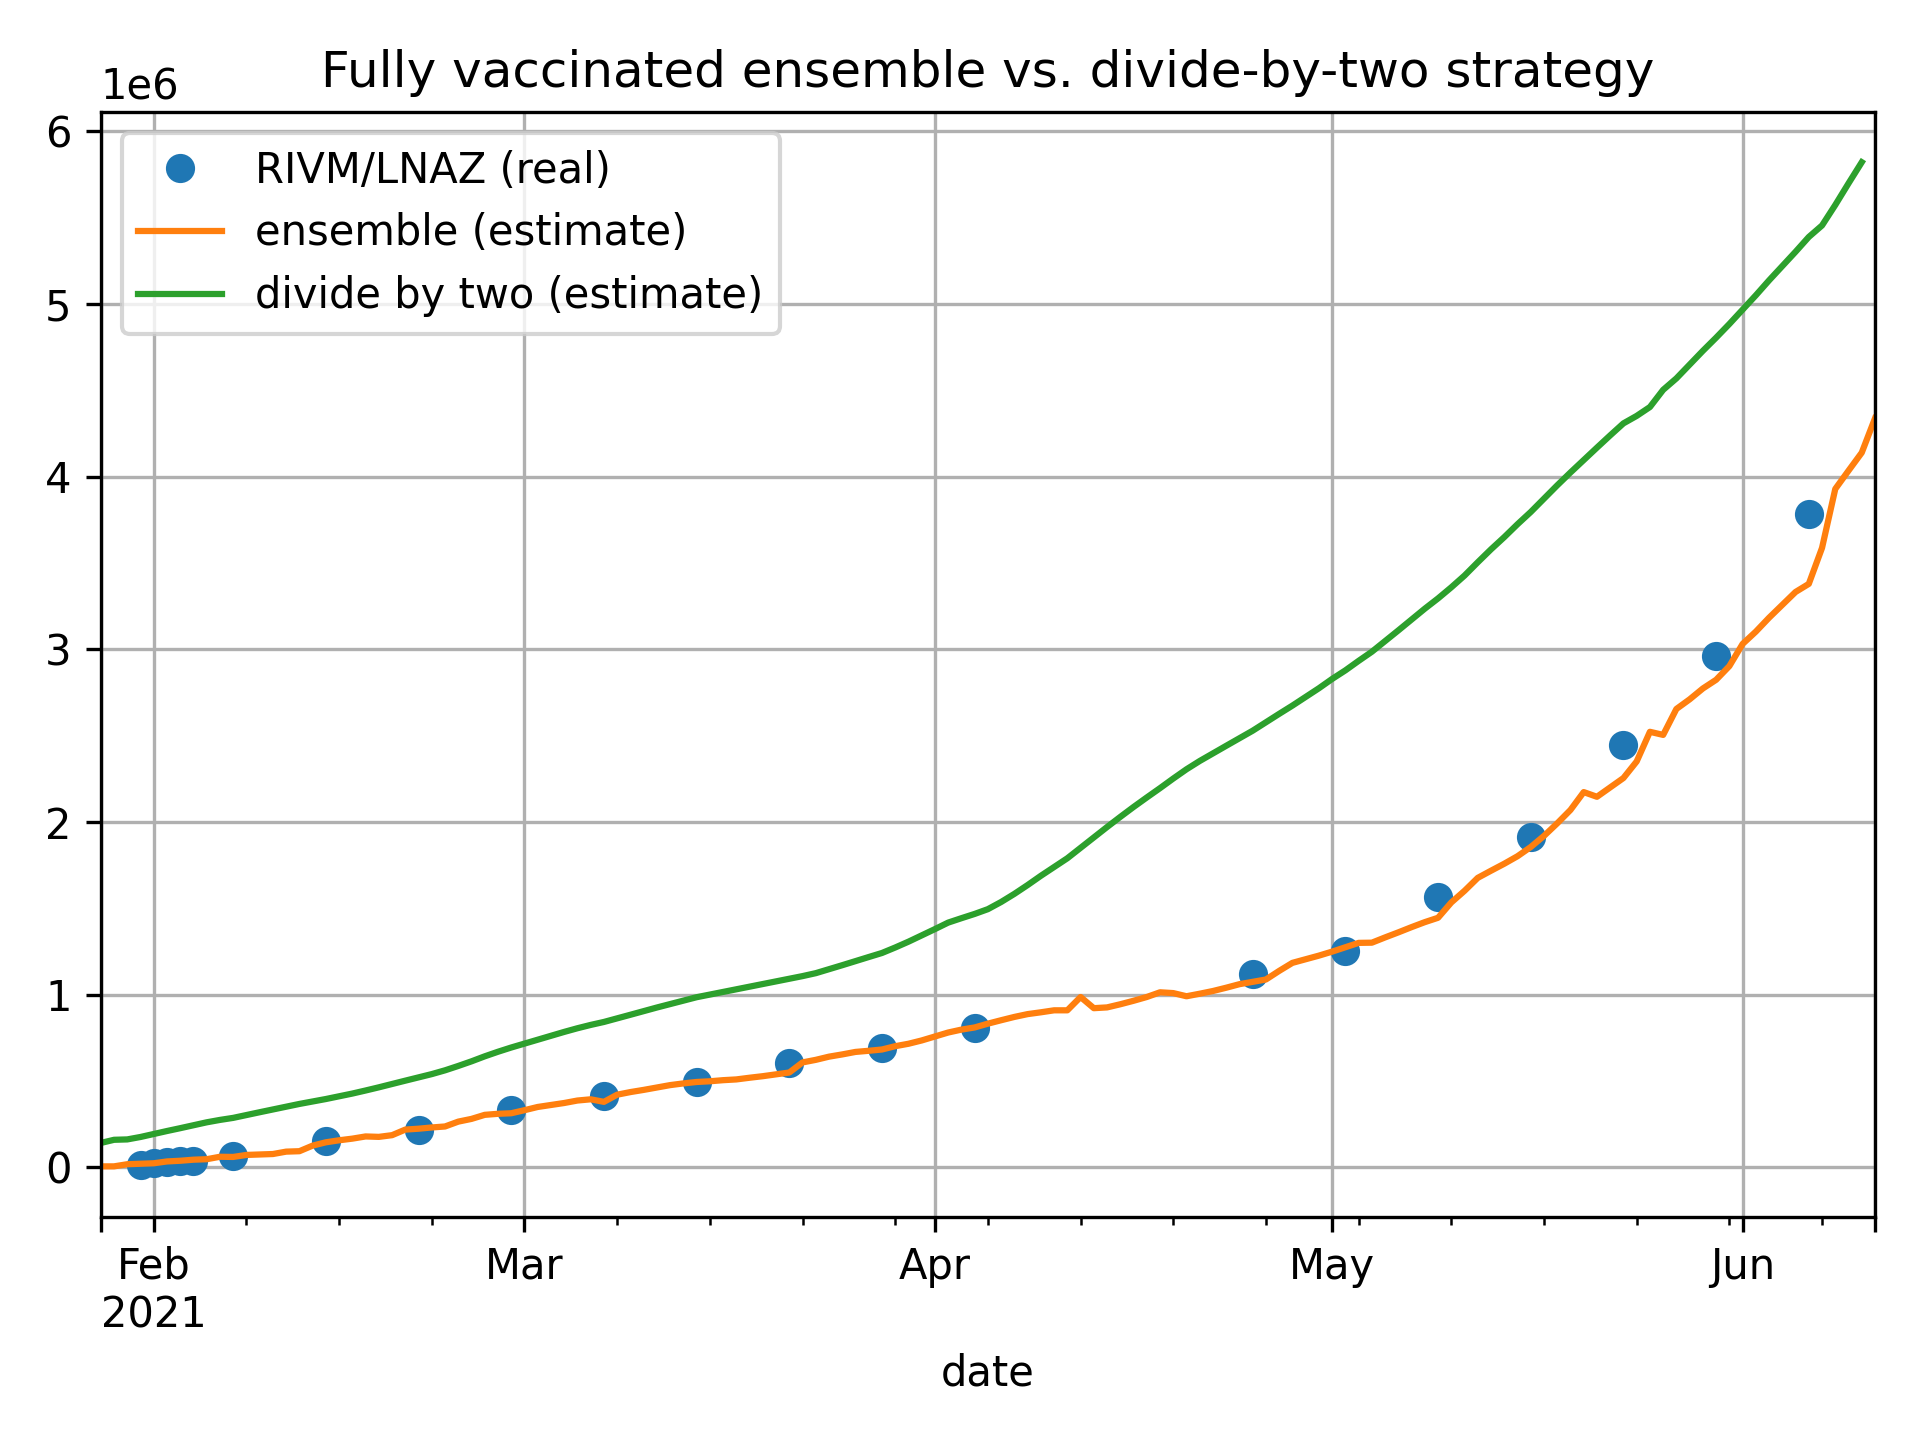 Fully vaccinated ensemble vs. divide-by-two strategy
1e6
6
5
4
3
2
1
0
RIVM/LNAZ (real)
ensemble (estimate)
divide by two (estimate)
Feb Mar Apr May Jun
2021
date